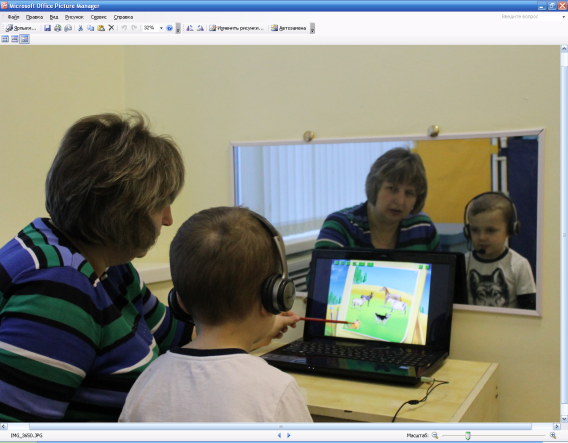 Microsoft Office Picture Manager
Файл Правка Вид Рисунок Сервис Справка
Введите вопрос
Ярлыки... 32% Изменить рисунки... Автозамена
IMG_3650.JPG Масштаб: